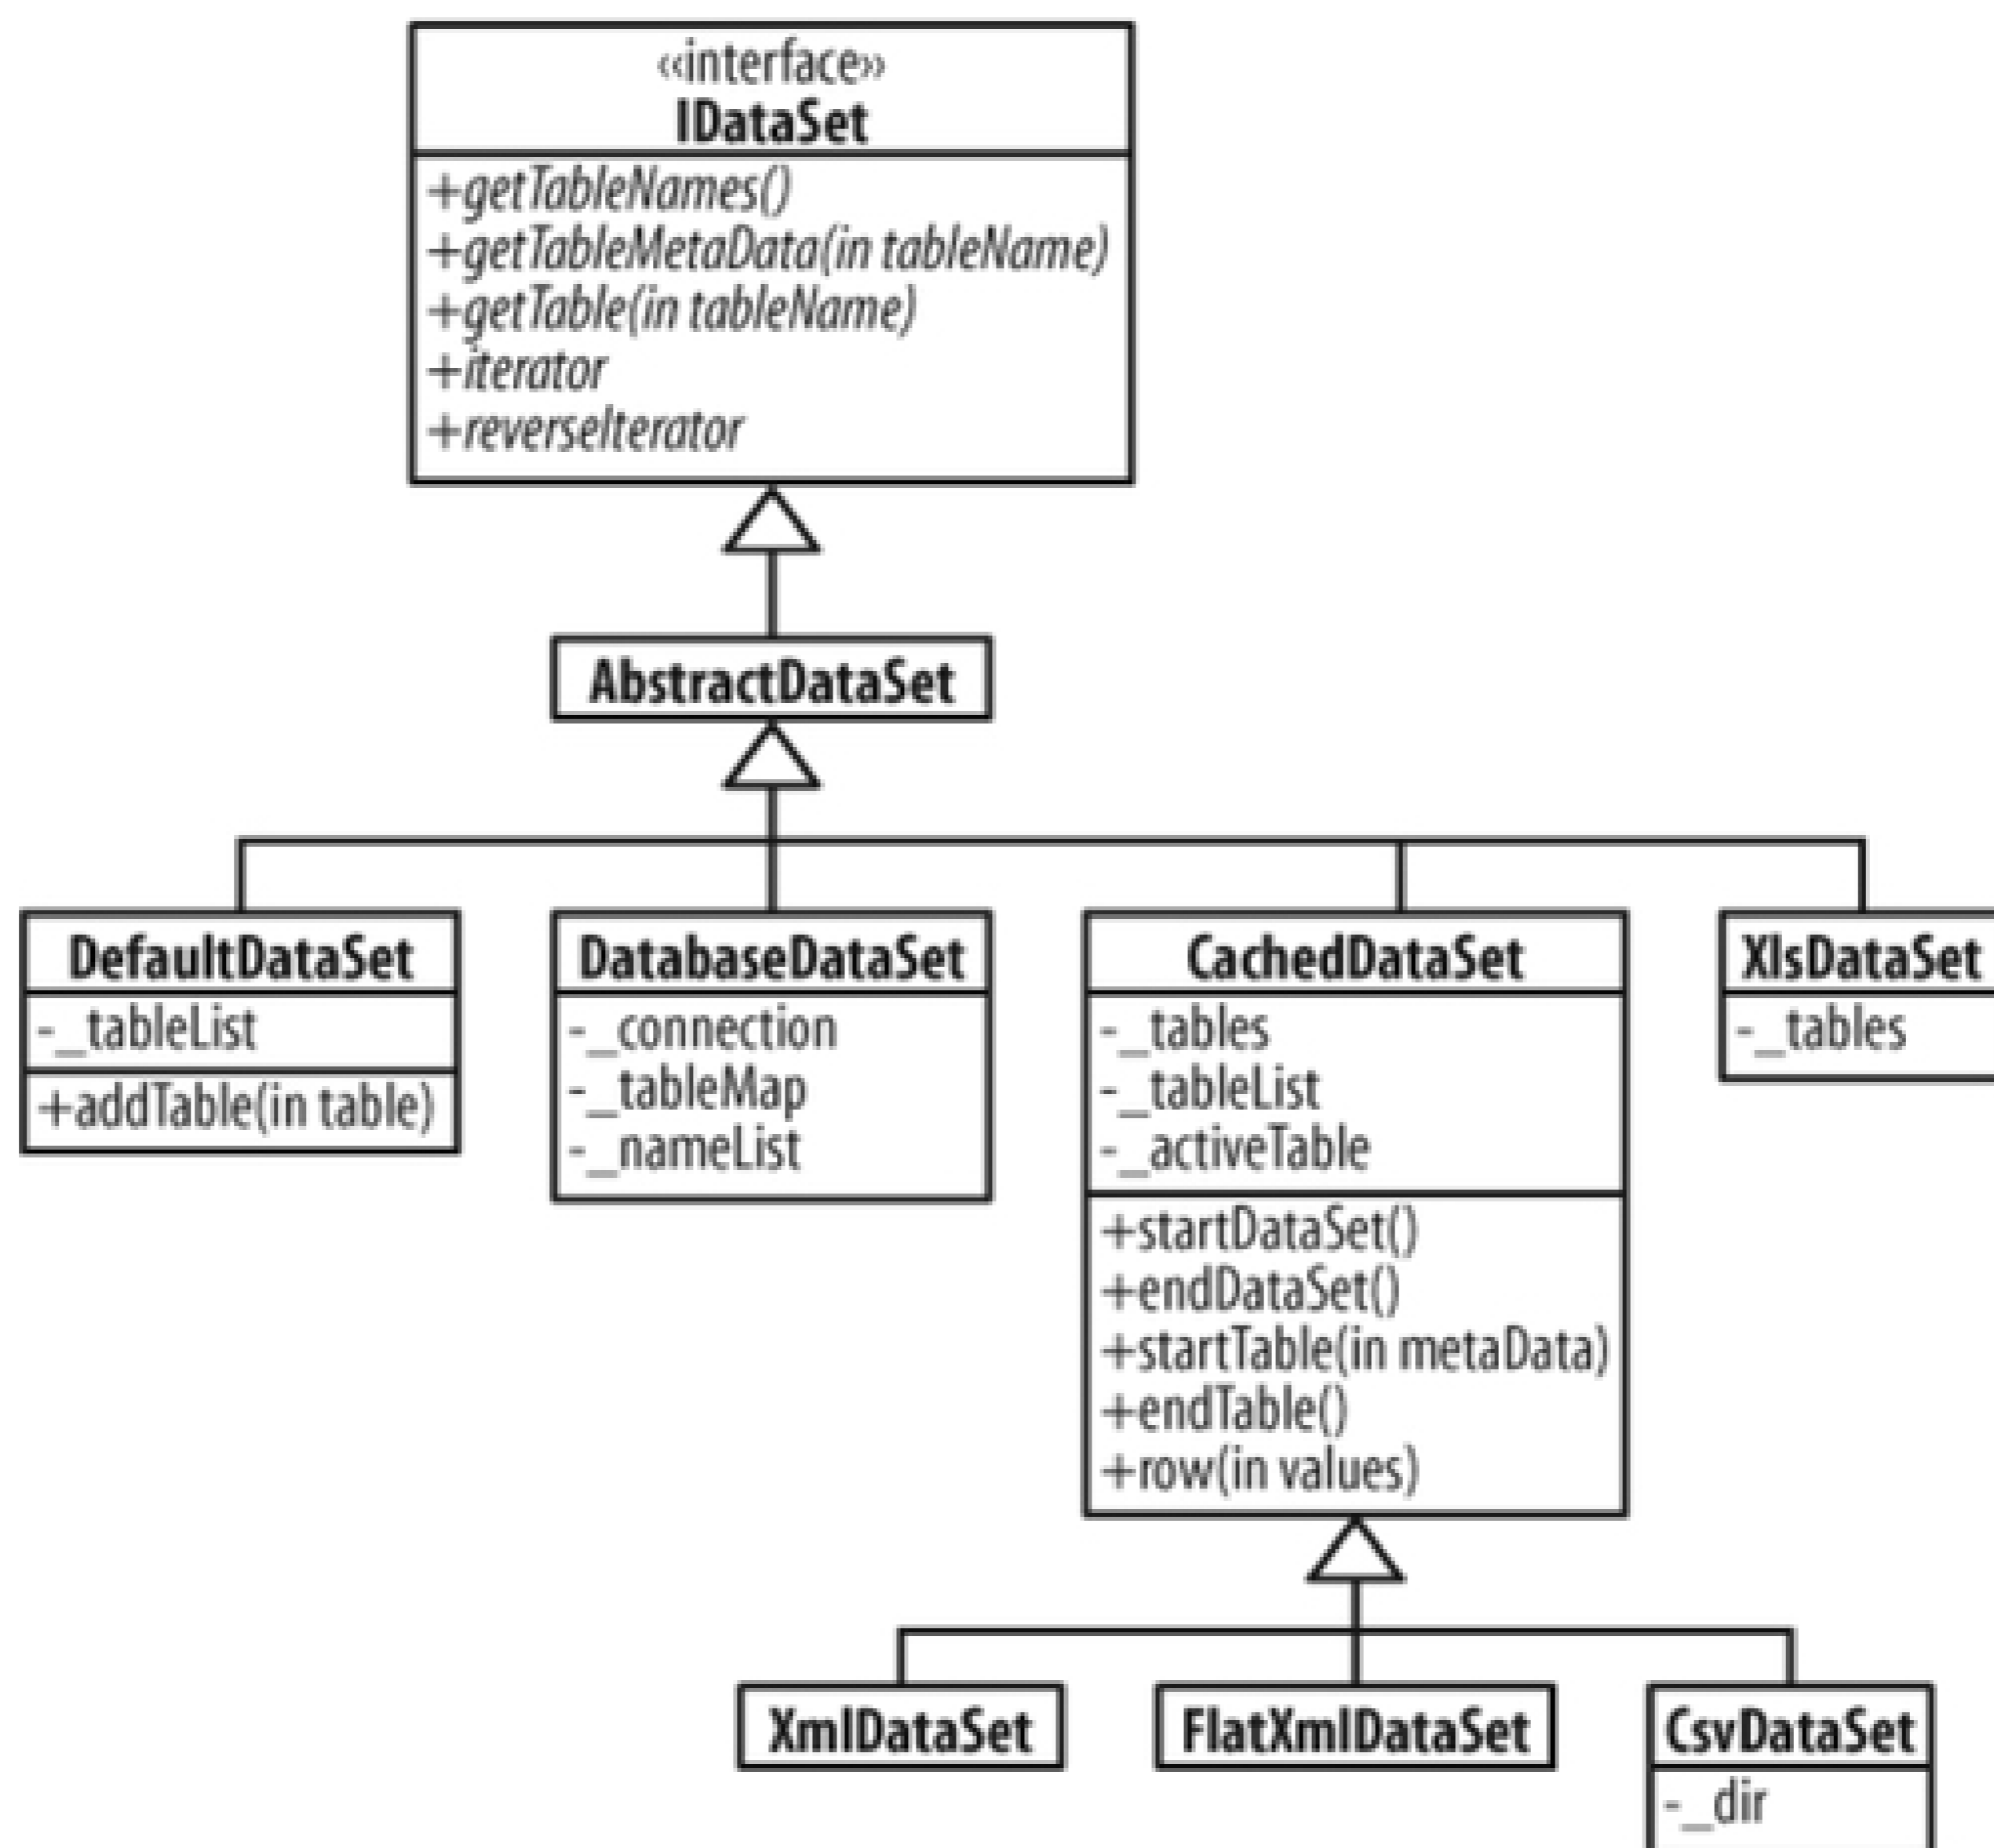 ‹‹interface››
IDataSet
+getTableNames()
+getTableMetaData(in tableName)
+getTable(in tableName)
+iterator
+reverseIterator
AbstractDataSet
DefaultDataSet
-_tableList
+addTable(in table)
DatabaseDataSet
-_connection
-_tableMap
-_nameList
CachedDataSet
-_tables
-_tableList
-_activeTable
+startDataSet()
+endDataSet()
+startTable(in metaData)
+endTable()
+row(in values)
XlsDataSet
-_tables
XmlDataSet
FlatXmlDataSet
CsvDataSet
-_dir